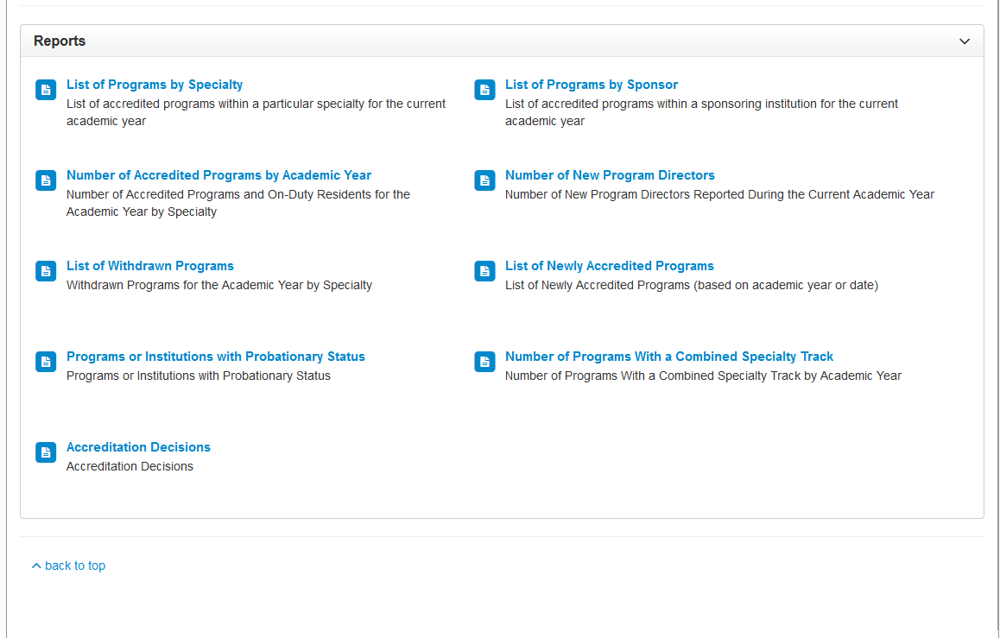 Reports
List of Programs by Specialty
List of accredited programs within a particular specialty for the current
academic year
List of Programs by Sponsor
List of accredited programs within a sponsoring institution for the current
academic year
Number of Accredited Programs by Academic Year
Number of Accredited Programs and On-Duty Residents for the
Academic Year by Specialty
Number of New Program Directors
Number of New Program Directors Reported During the Current Academic Year
List of Withdrawn Programs
Withdrawn Programs for the Academic Year by Specialty
List of Newly Accredited Programs
List of Newly Accredited Programs (based on academic year or date)
Programs or Institutions with Probationary Status
Programs or Institutions with Probationary Status
Number of Programs With a Combined Specialty Track
Number of Programs With a Combined Specialty Track by Academic Year
Accreditation Decisions
Accreditation Decisions
back to top